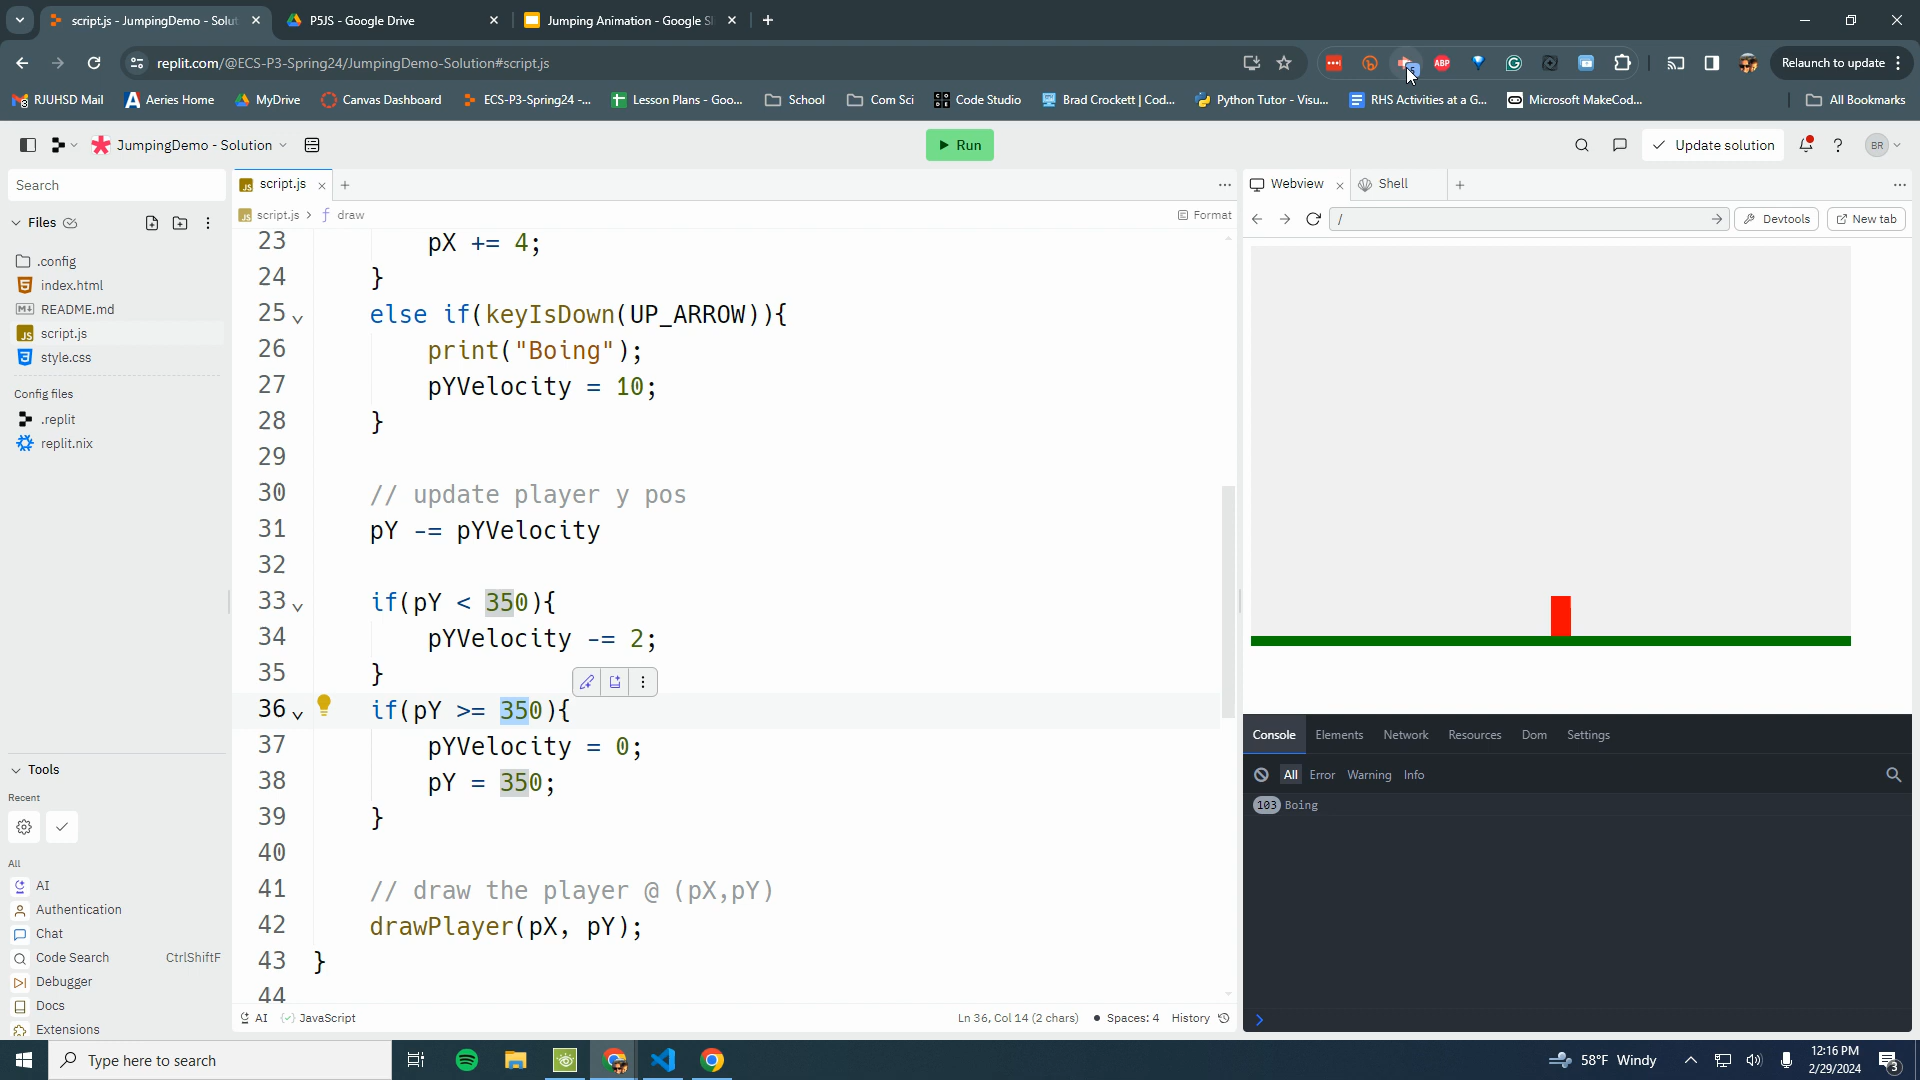 script.js - JumpingDemo - Solut
P5JS - Google Drive
Jumping Animation - Google Sl
replit.com/@ECS-P3-Spring24/JumpingDemo-Solution#script.js
ABP
Relaunch to update
RJUHSD Mail
Aeries Home
MyDrive
Canvas Dashboard
ECS-P3-Spring24 -...
Lesson Plans - Goo...
School
Com Sci
Code Studio
Brad Crockett | Cod...
Python Tutor - Visu...
RHS Activities at a G...
Microsoft MakeCod...
All Bookmarks
JumpingDemo - Solution
Run
Update solution
BR
Search
script.js
Webview
Shell
Files
script.js > draw
Format
/
Devtools
New tab
.config
index.html
README.md
script.js
style.css
Config files
.replit
replit.nix
23 pX += 4;
24 }
25 else if(keyIsDown(UP_ARROW)){
26 print("Boing");
27 pYVelocity = 10;
28 }
29
30 // update player y pos
31 pY -= pYVelocity
32
33 if(pY < 350){
34 pYVelocity -= 2;
35 }
36 if(pY >= 350){
37 pYVelocity = 0;
38 pY = 350;
39 }
40
41 // draw the player @ (pX,pY)
42 drawPlayer(pX, pY);
43 }
44
Console
Elements
Network
Resources
Dom
Settings
All
Error
Warning
Info
103 Boing
Tools
Recent
All
AI
Authentication
Chat
Code Search CtrlShiftF
Debugger
Docs
Extensions
AI
JavaScript
Ln 36, Col 14 (2 chars)
Spaces: 4
History
Type here to search
58°F Windy
12:16 PM
2/29/2024
3